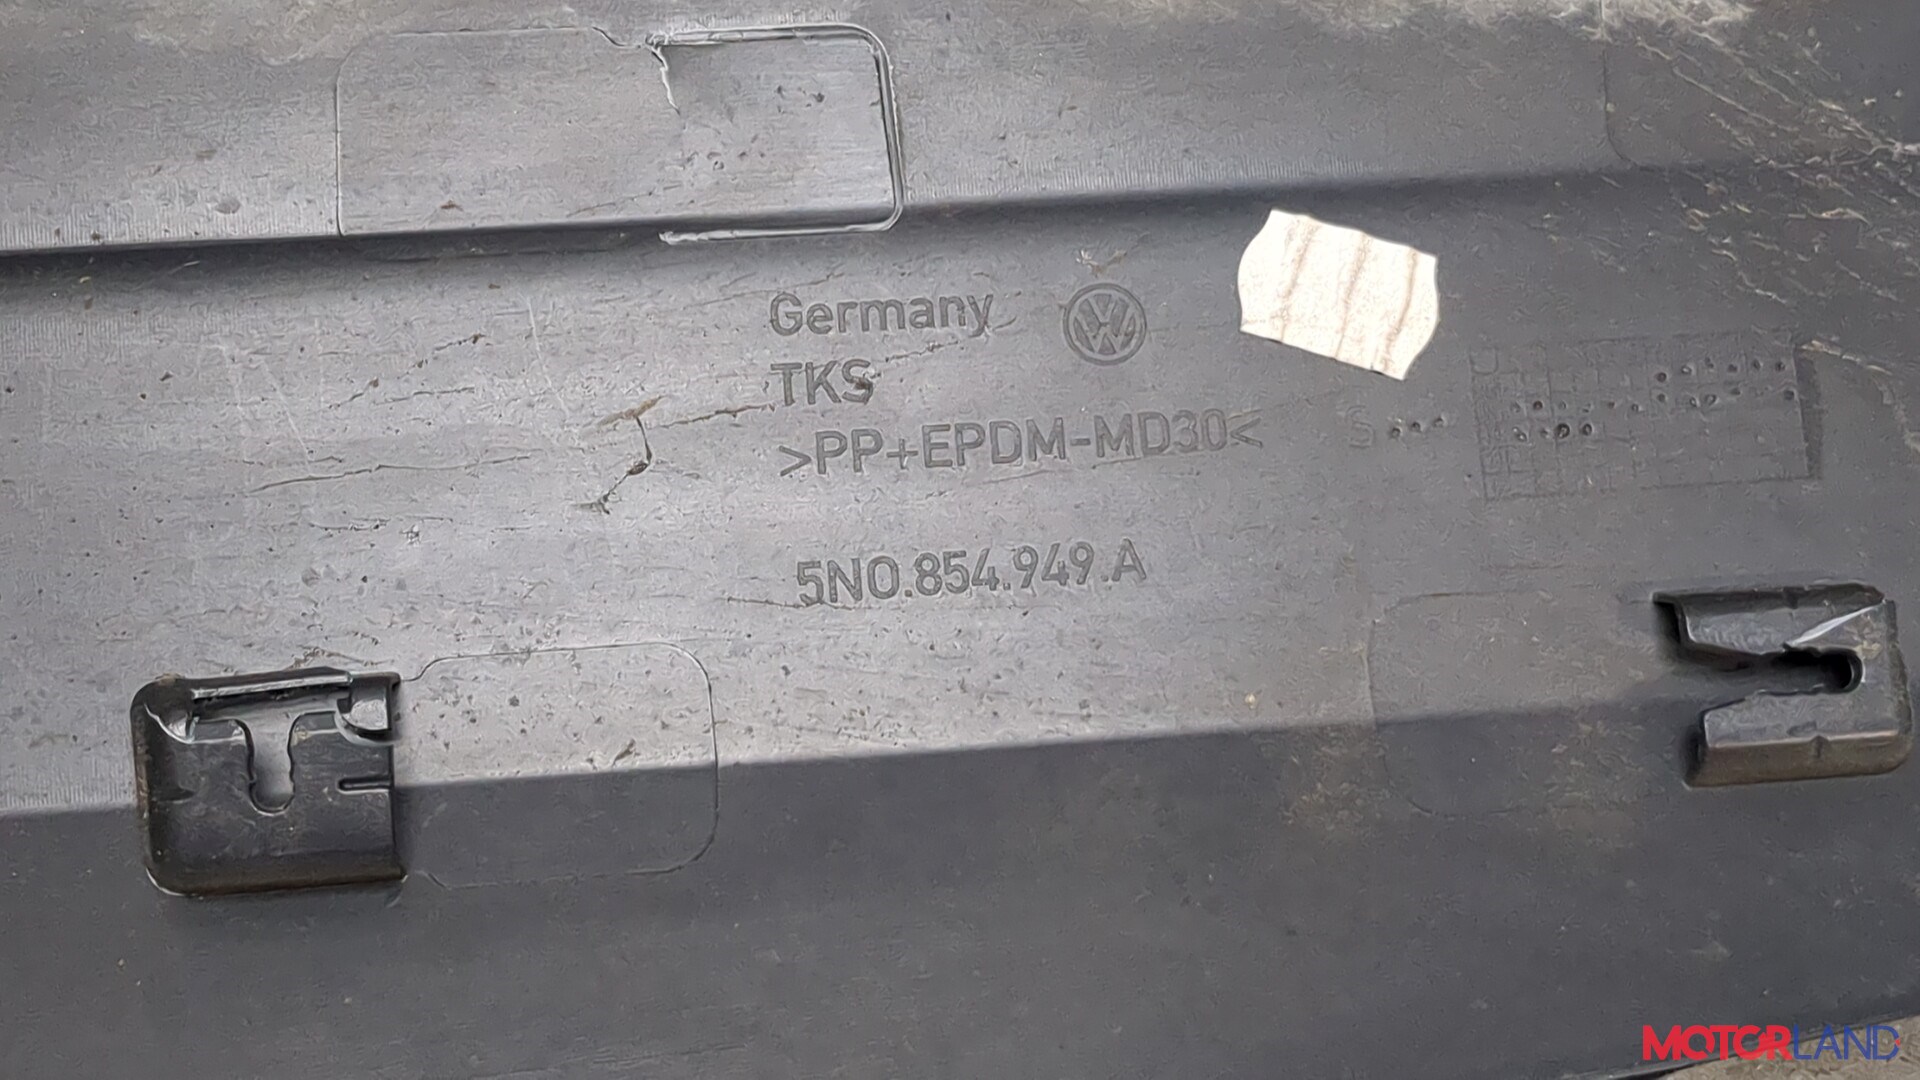 Germany
TKS
>PP+EPDM-MD30<
S
5N0.854.949.A
MOTORLAND